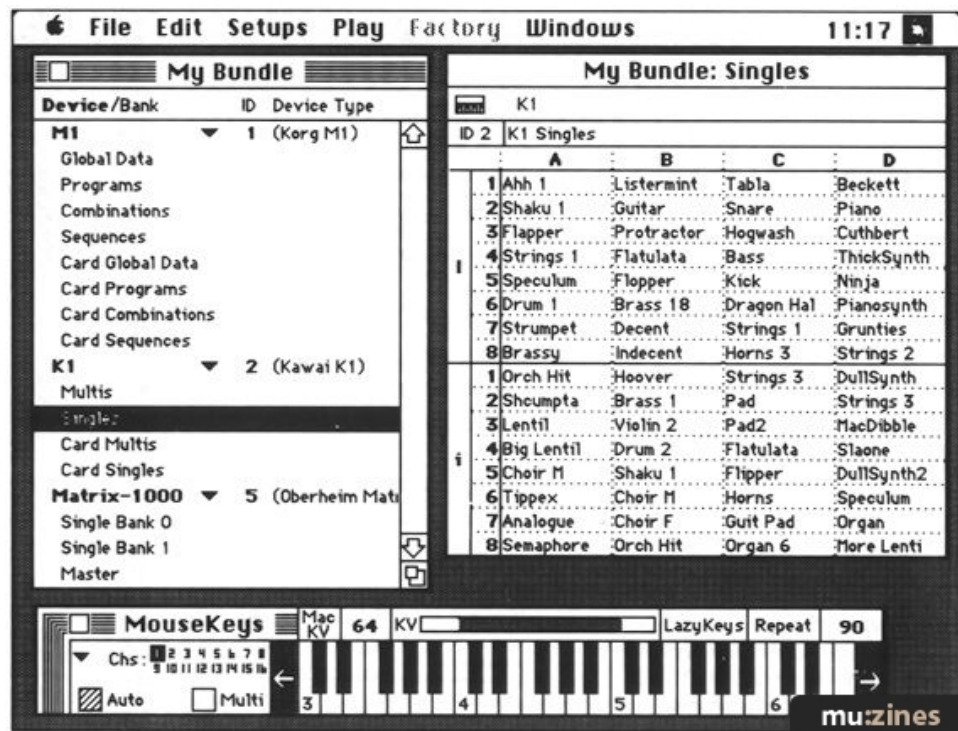 File Edit Setups Play Factory Windows 11:17
My Bundle
Device/Bank ID Device Type
M1 1 (Korg M1)
Global Data
Programs
Combinations
Sequences
Card Global Data
Card Programs
Card Combinations
Card Sequences
K1 2 (Kawai K1)
Multis
Singles
Card Multis
Card Singles
Matrix-1000 5 (Oberheim Matı
Single Bank 0
Single Bank 1
Master
My Bundle: Singles
K1
ID 2 K1 Singles
A B C D
I
1 Ahh 1 Listermint Tabla Beckett
2 Shaku 1 Guitar Snare Piano
3 Flapper Protractor Hogwash Cuthbert
4 Strings 1 Flatulata Bass ThickSynth
5 Speculum Flopper Kick Ninja
6 Drum 1 Brass 18 Dragon Hal Pianosynth
7 Strumpet Decent Strings 1 Grunties
8 Brassy Indecent Horns 3 Strings 2
i
1 Orch Hit Hoover Strings 3 DullSynth
2 Shcumpta Brass 1 Pad Strings 3
3 Lentil Violin 2 Pad2 MacDibble
4 Big Lentil Drum 2 Flatulata Slaone
5 Choir M Shaku 1 Flipper DullSynth2
6 Tippex Choir M Horns Speculum
7 Analogue Choir F Guit Pad Organ
8 Semaphore Orch Hit Organ 6 More Lenti
MouseKeys Mac KV 64 KV LazyKeys Repeat 90
Chs: 1 2 3 4 5 6 7 8
9 10 11 12 13 14 15 16
Auto Multi
3 4 5 6
mu:zines